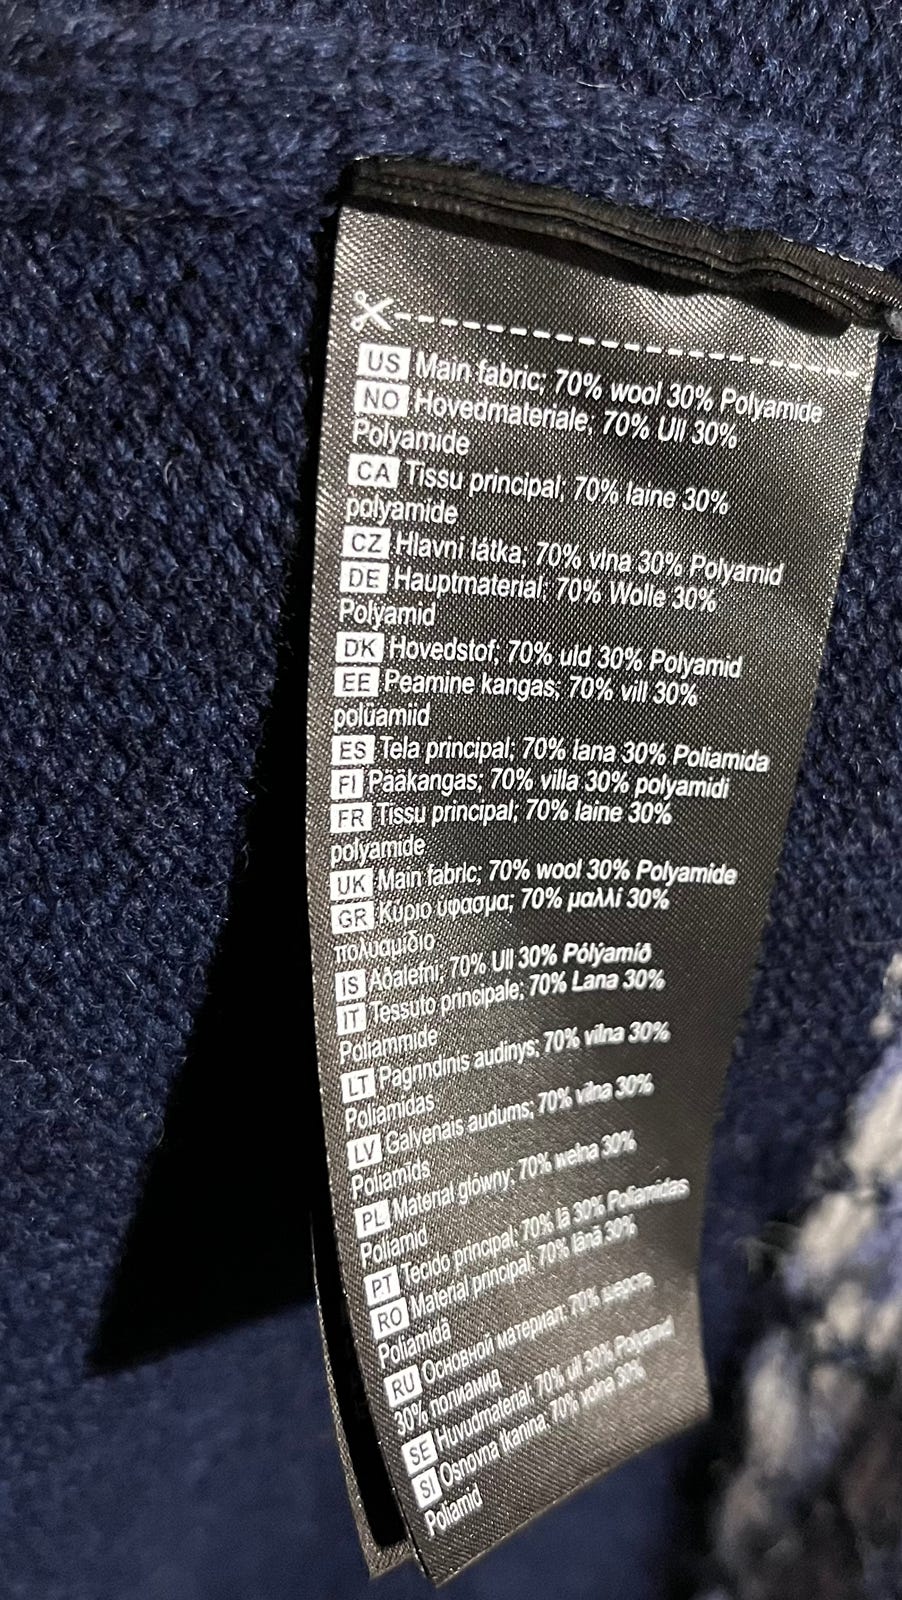 US Main fabric; 70% wool 30% Polyamide
NO Hovedmateriale; 70% Ull 30%
Polyamide
CA Tissu principal; 70% laine 30%
polyamide
CZ Hlavní látka; 70% vlna 30% Polyamid
DE Hauptmaterial; 70% Wolle 30%
Polyamid
DK Hovedstof; 70% uld 30% Polyamid
EE Peamine kangas; 70% vill 30%
polüamiid
ES Tela principal; 70% lana 30% Poliamida
FI Pääkangas; 70% villa 30% polyamidi
FR Tissu principal; 70% laine 30%
polyamide
UK Main fabric; 70% wool 30% Polyamide
GR Κύριο ύφασμα; 70% μαλλί 30%
πολυαμίδιο
IS Aðalefni; 70% Ull 30% Pólýamíð
IT Tessuto principale; 70% Lana 30%
Poliammide
LT Pagrindinis audinys; 70% vilna 30%
Poliamidas
LV Galvenais audums; 70% vilna 30%
Poliamīds
PL Materiał główny; 70% wełna 30%
Poliamid
PT Tecido principal; 70% lã 30% Poliamidas
RO Material principal; 70% lână 30%
Poliamidă
RU Основной материал; 70% шерсть
30% полиамид
SE Huvudmaterial; 70% ull 30% Polyamid
SI Osnovna tkanina; 70% volna 30%
Poliamid